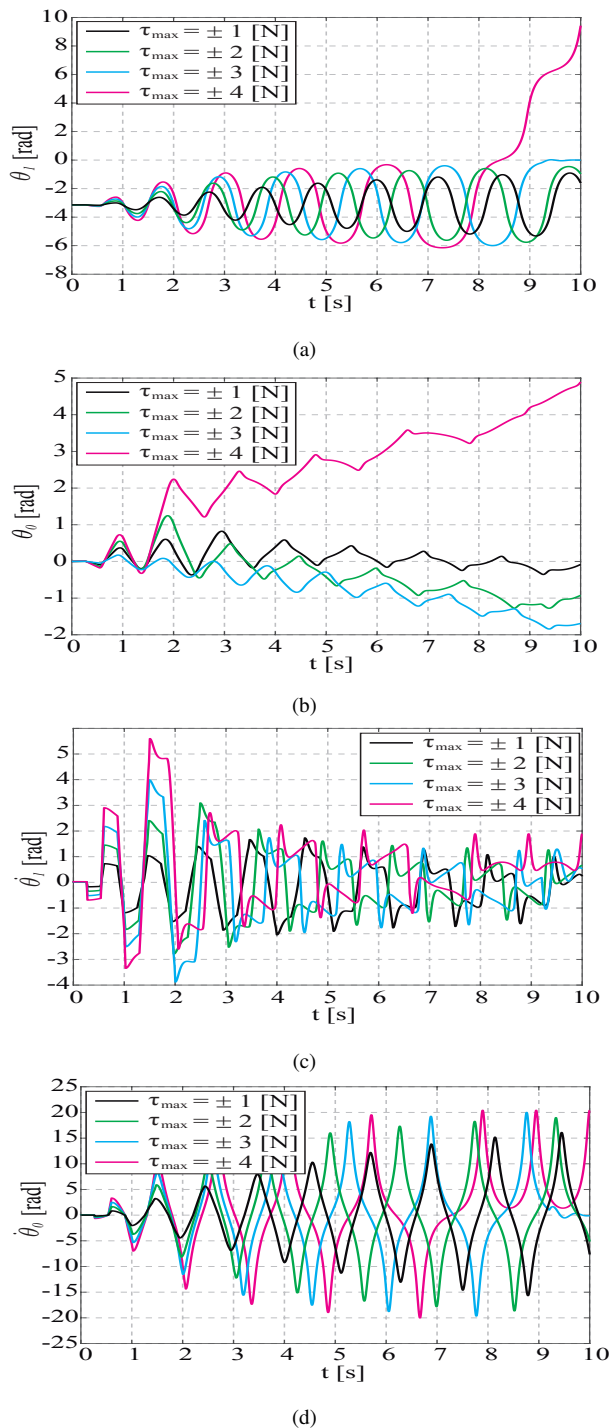 12
8
4
0
-2
-4
-6
-8
θ₁ [rad]
τmax = ± 1 [N]
τmax = ± 2 [N]
τmax = ± 3 [N]
τmax = ± 4 [N]
0 1 2 3 4 5 6 7 8 9 10
t [s]
(a)
5
4
3
2
1
0
-1
-2
θ₀ [rad]
τmax = ± 1 [N]
τmax = ± 2 [N]
τmax = ± 3 [N]
τmax = ± 4 [N]
0 1 2 3 4 5 6 7 8 9 10
t [s]
(b)
5
4
3
2
1
0
-1
-2
-3
-4
θ̇₁ [rad]
τmax = ± 1 [N]
τmax = ± 2 [N]
τmax = ± 3 [N]
τmax = ± 4 [N]
0 1 2 3 4 5 6 7 8 9 10
t [s]
(c)
25
20
15
10
5
0
-5
-10
-15
-20
-25
θ̇₀ [rad]
τmax = ± 1 [N]
τmax = ± 2 [N]
τmax = ± 3 [N]
τmax = ± 4 [N]
0 1 2 3 4 5 6 7 8 9 10
t [s]
(d)